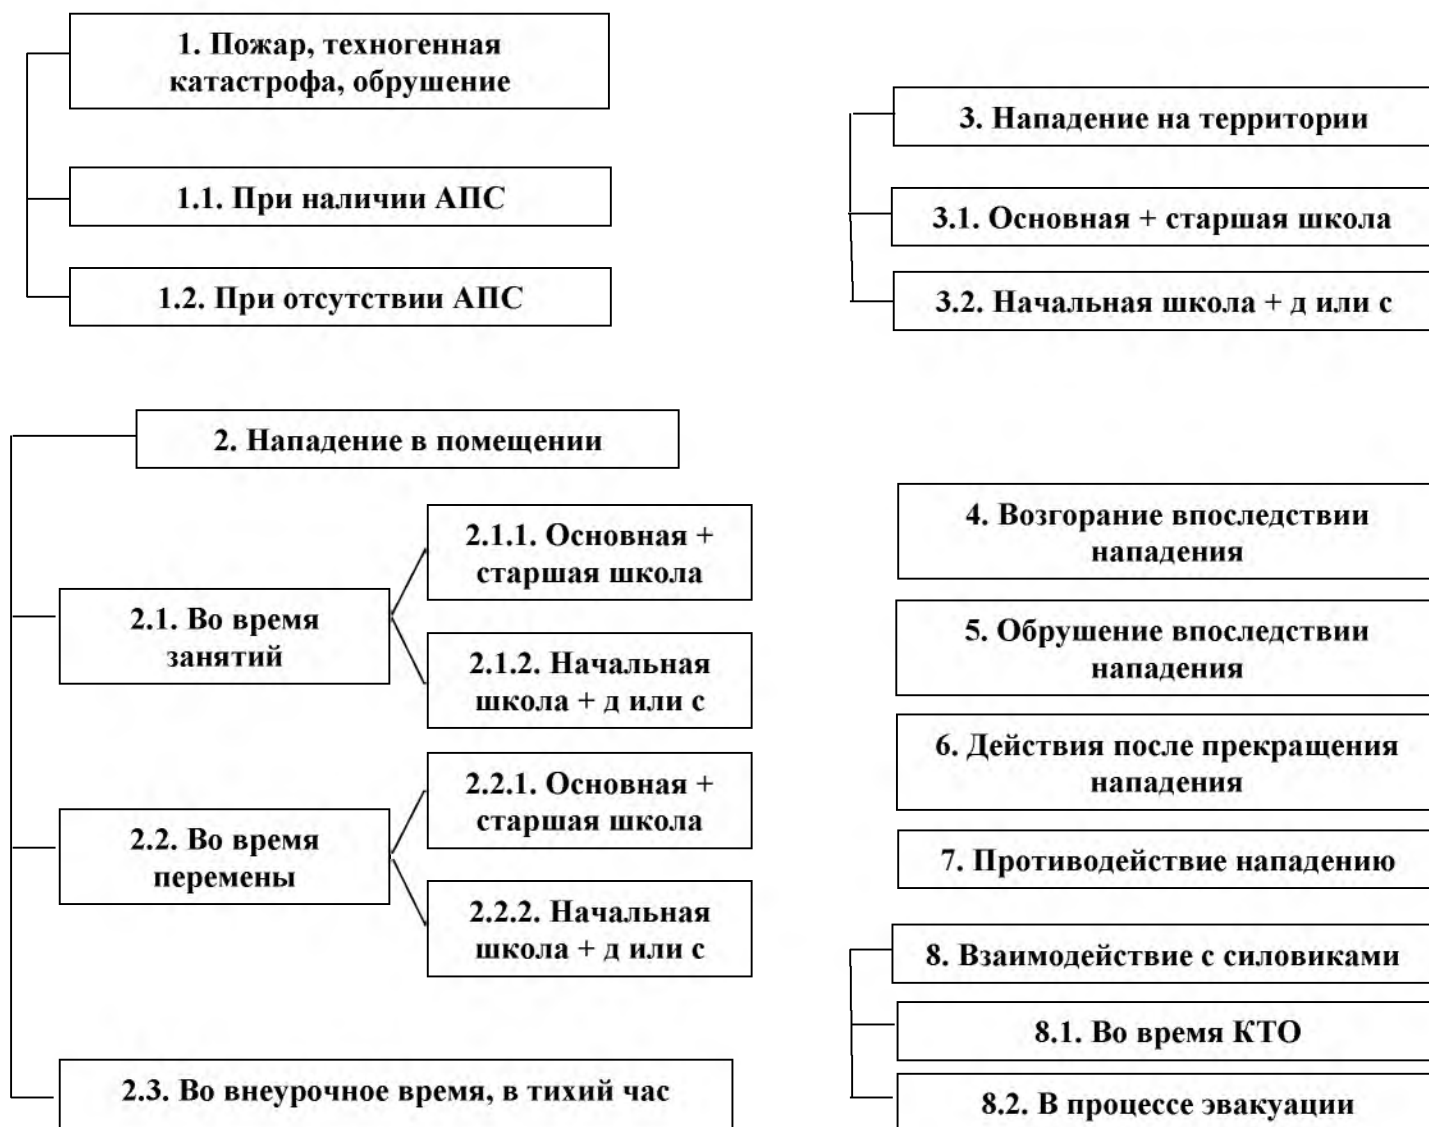 1. Пожар, техногенная
катастрофа, обрушение
1.1. При наличии АПС
1.2. При отсутствии АПС
2. Нападение в помещении
2.1. Во время
занятий
2.1.1. Основная +
старшая школа
2.1.2. Начальная
школа + д или с
2.2. Во время
перемены
2.2.1. Основная +
старшая школа
2.2.2. Начальная
школа + д или с
2.3. Во внеурочное время, в тихий час
3. Нападение на территории
3.1. Основная + старшая школа
3.2. Начальная школа + д или с
4. Возгорание впоследствии
нападения
5. Обрушение впоследствии
нападения
6. Действия после прекращения
нападения
7. Противодействие нападению
8. Взаимодействие с силовиками
8.1. Во время КТО
8.2. В процессе эвакуации